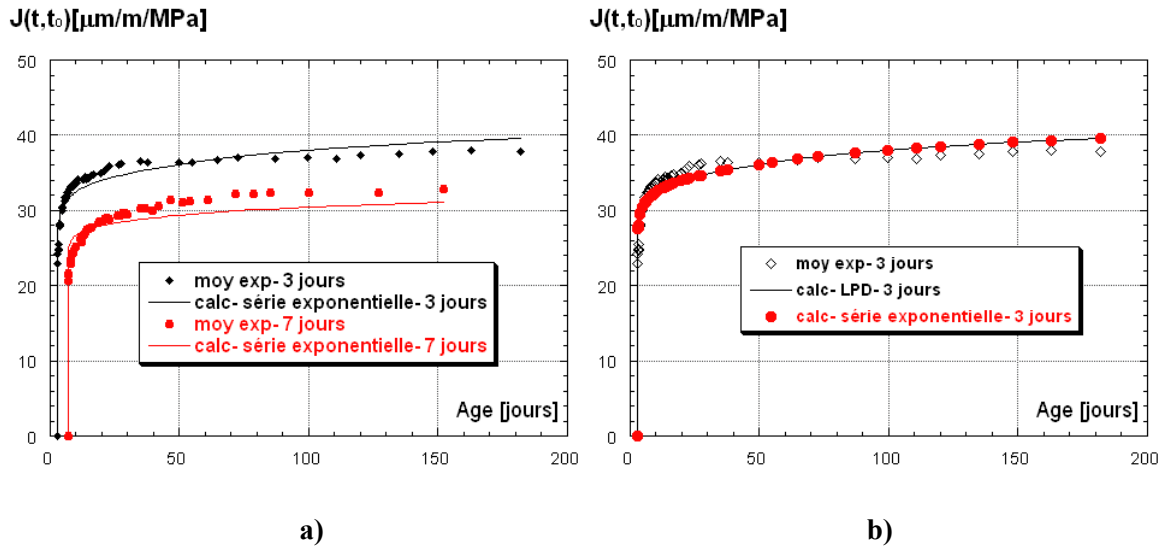 J(t,t₀)[µm/m/MPa]
50
40
30
20
10
0
0
50
100
150
200
Age [jours]
moy exp- 3 jours
calc- série exponentielle- 3 jours
moy exp- 7 jours
calc- série exponentielle- 7 jours
a)
J(t,t₀)[µm/m/MPa]
50
40
30
20
10
0
0
50
100
150
200
Age [jours]
moy exp- 3 jours
calc- LPD- 3 jours
calc- série exponentielle- 3 jours
b)